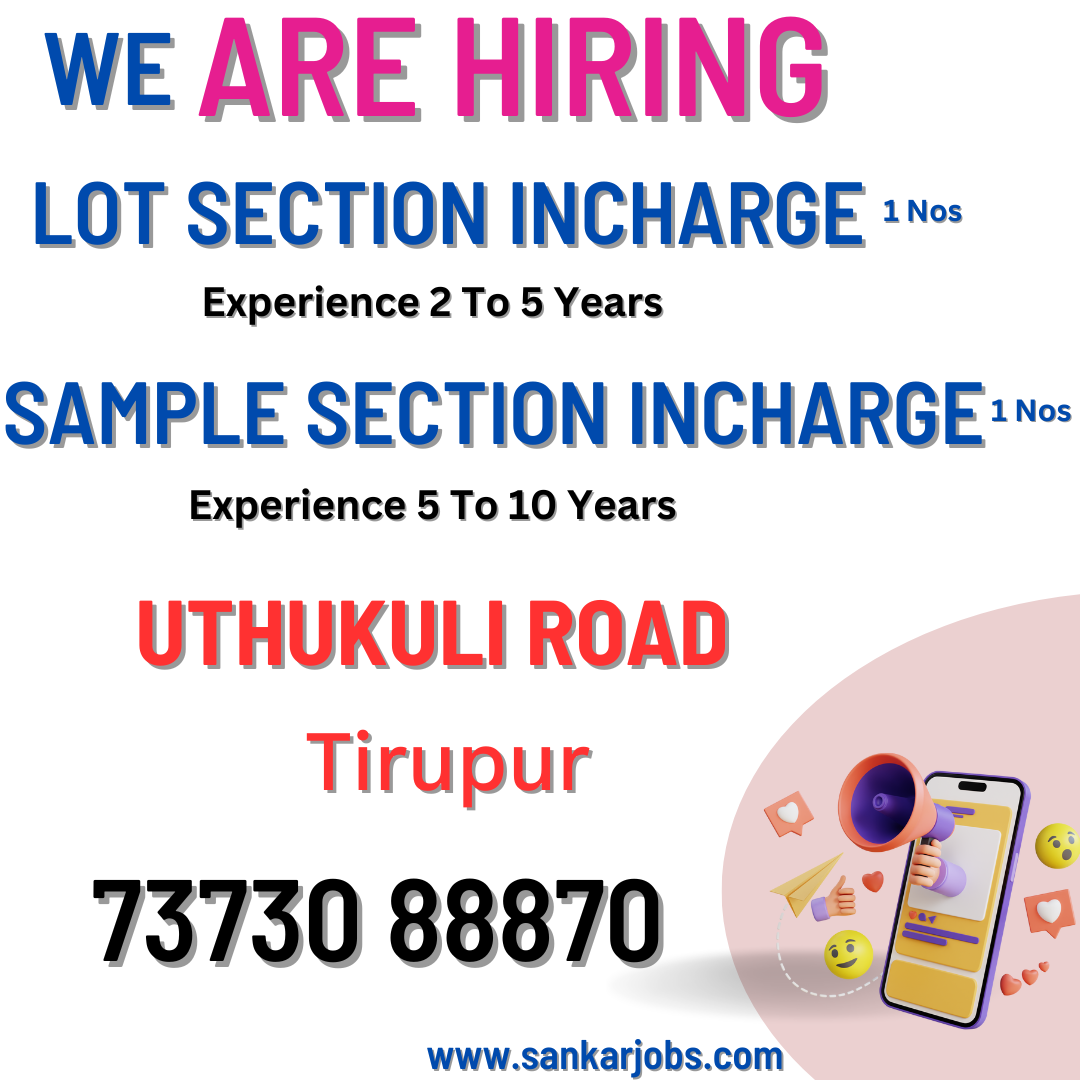 WE ARE HIRING
LOT SECTION INCHARGE 1 Nos
Experience 2 To 5 Years
SAMPLE SECTION INCHARGE 1 Nos
Experience 5 To 10 Years
UTHUKULI ROAD
Tirupur
73730 88870
www.sankarjobs.com